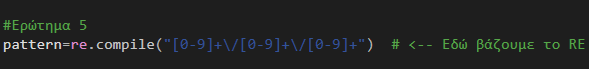 #Ερώτημα 5
pattern=re.compile("[0-9]+\/[0-9]+\/[0-9]+")  # <-- Εδώ βάζουμε το RE